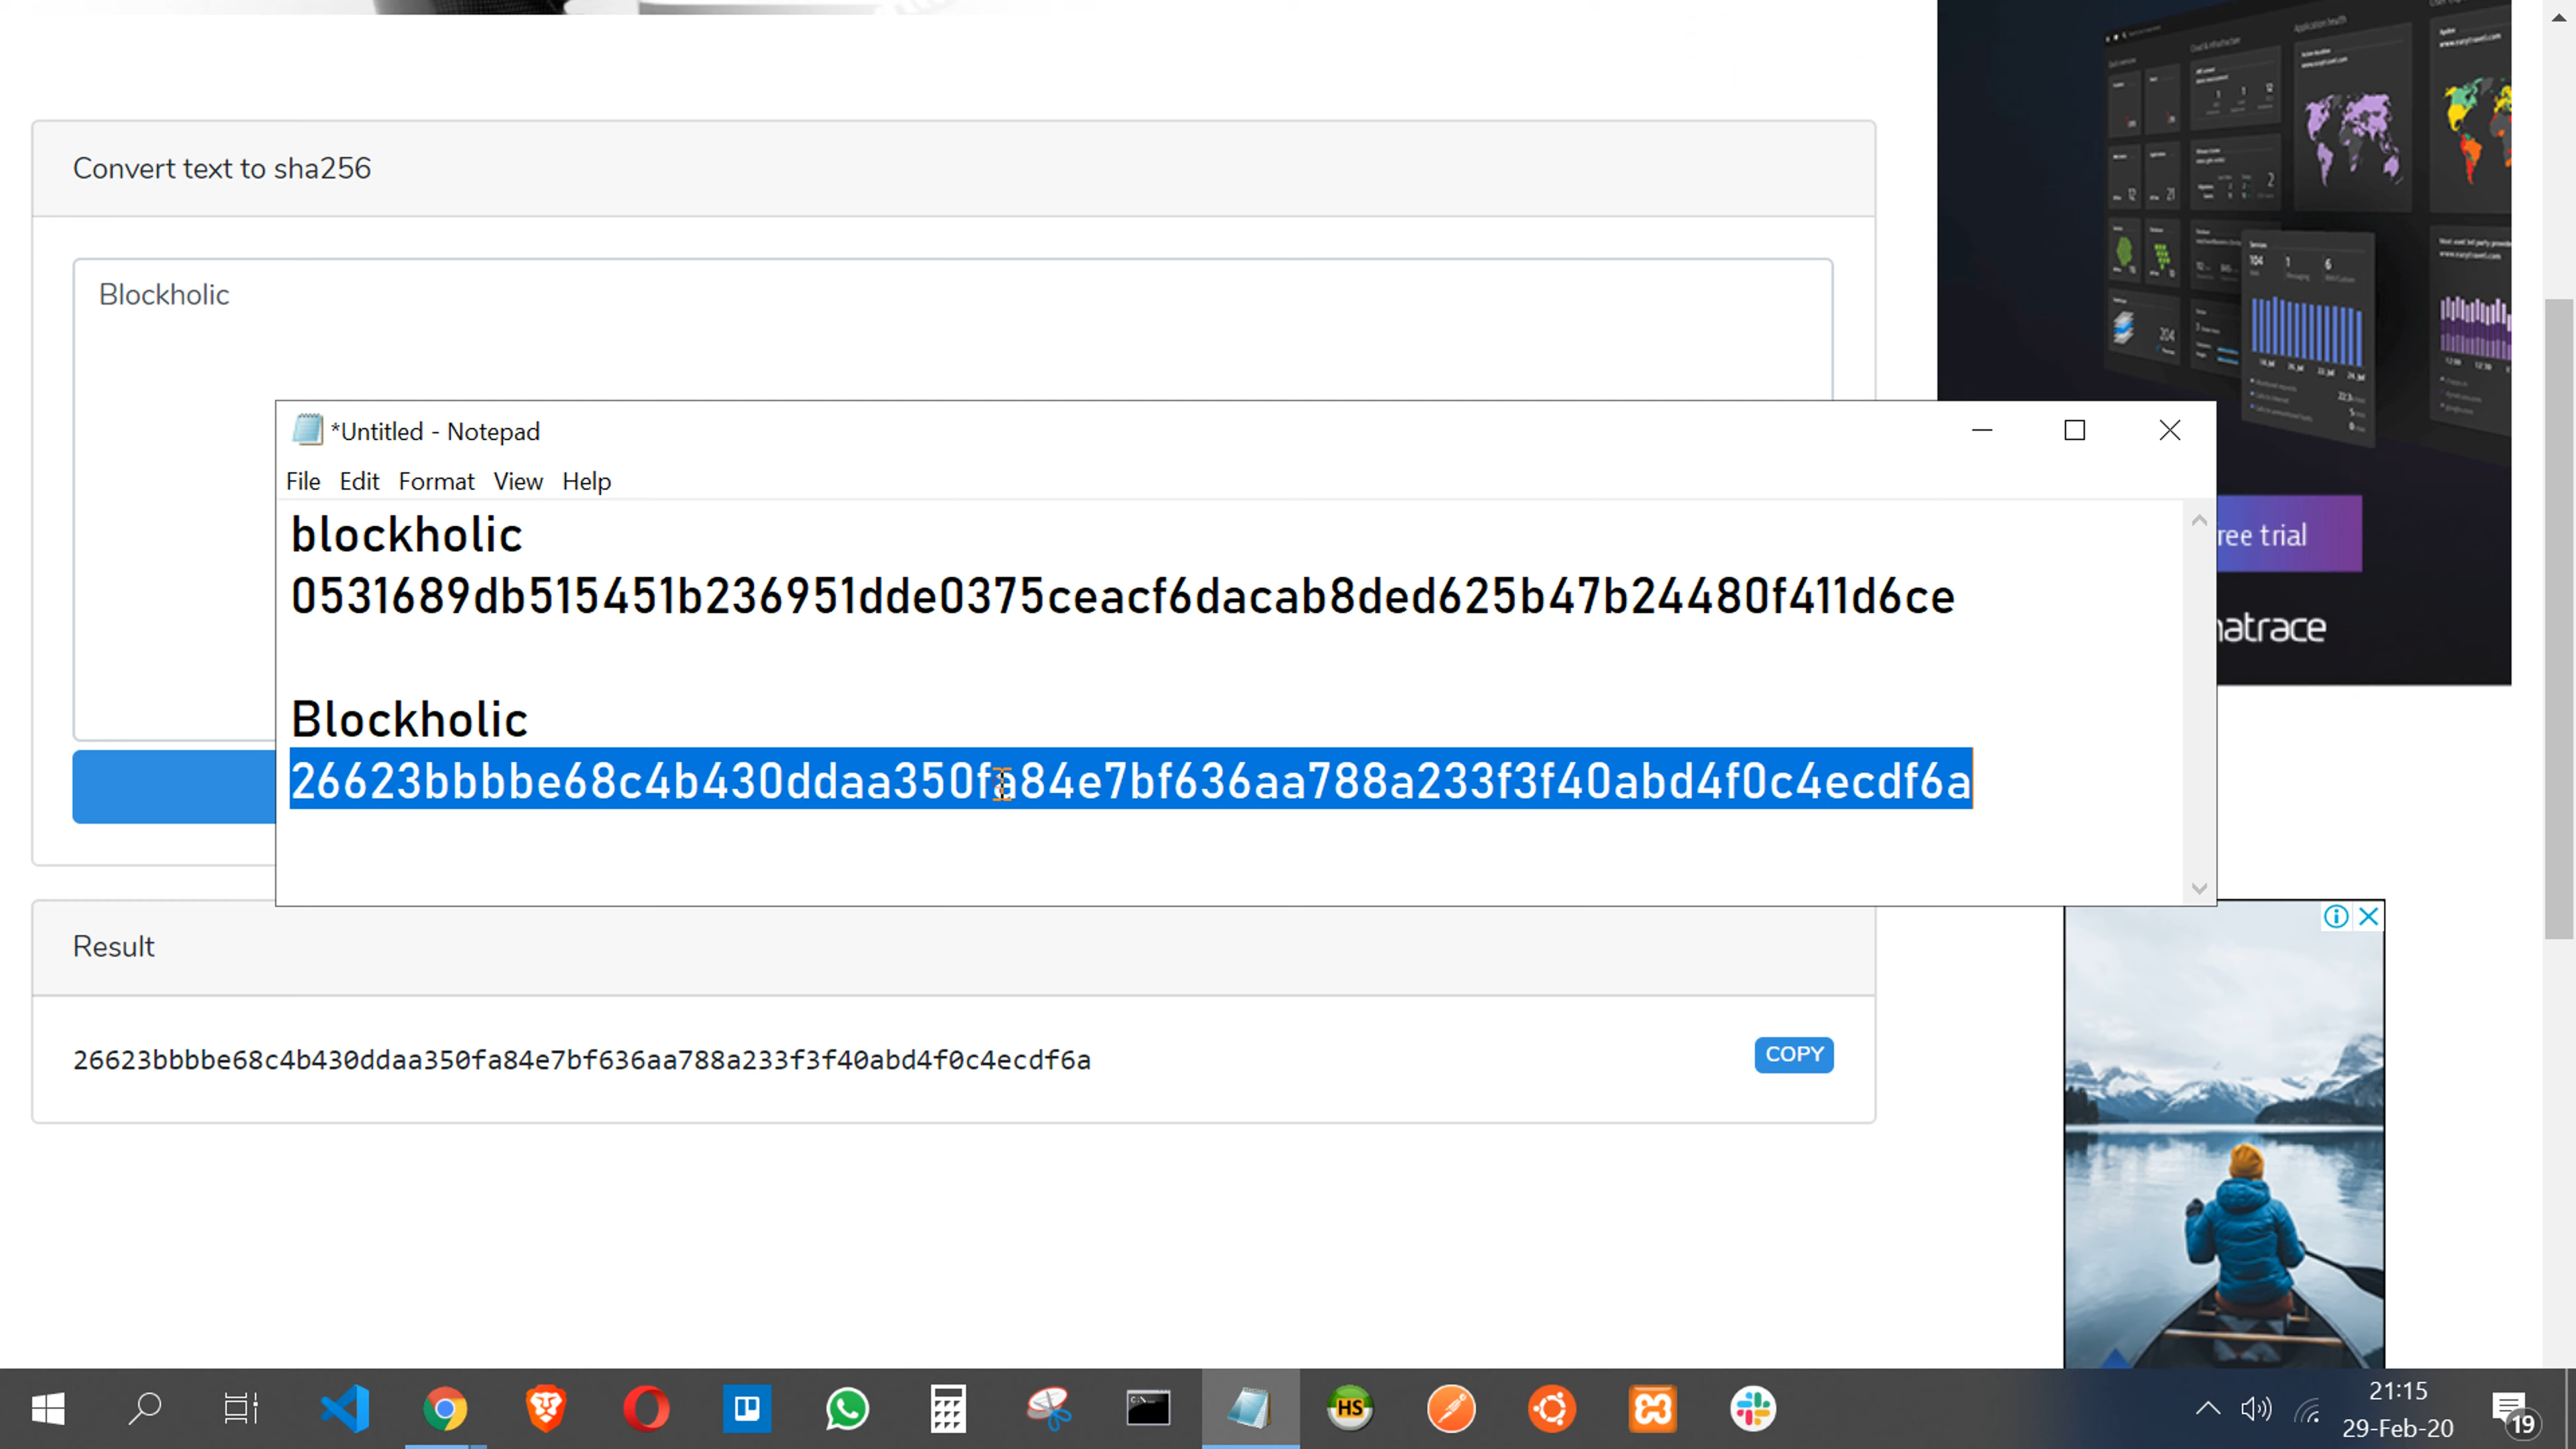 Convert text to sha256
Blockholic
*Untitled - Notepad
File Edit Format View Help
blockholic
0531689db515451b236951dde0375ceacf6dacab8ded625b47b24480f411d6ce
Blockholic
26623bbbbe68c4b430ddaa350fa84e7bf636aa788a233f3f40abd4f0c4ecdf6a
ree trial
natrace
Result
26623bbbbe68c4b430ddaa350fa84e7bf636aa788a233f3f40abd4f0c4ecdf6a
COPY
HS
21:15
29-Feb-20
19